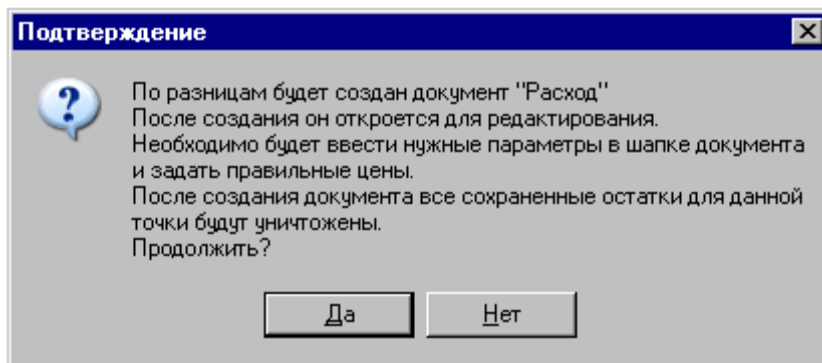 Подтверждение
По разницам будет создан документ "Расход"
После создания он откроется для редактирования.
Необходимо будет ввести нужные параметры в шапке документа
и задать правильные цены.
После создания документа все сохраненные остатки для данной
точки будут уничтожены.
Продолжить?
Да
Нет